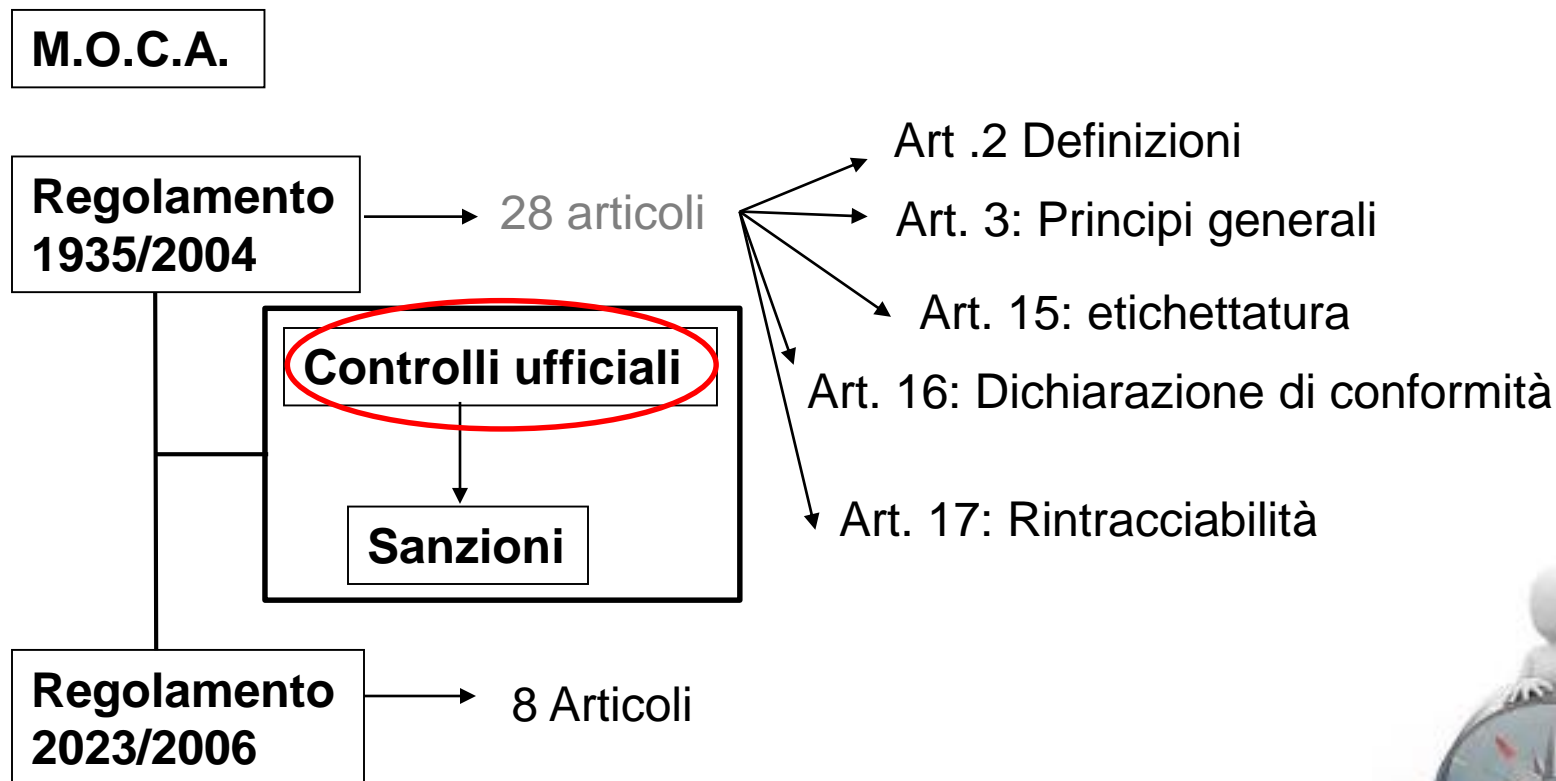 M.O.C.A.
Regolamento
1935/2004
28 articoli
Art .2 Definizioni
Art. 3: Principi generali
Art. 15: etichettatura
Art. 16: Dichiarazione di conformità
Art. 17: Rintracciabilità
Controlli ufficiali
Sanzioni
Regolamento
2023/2006
8 Articoli